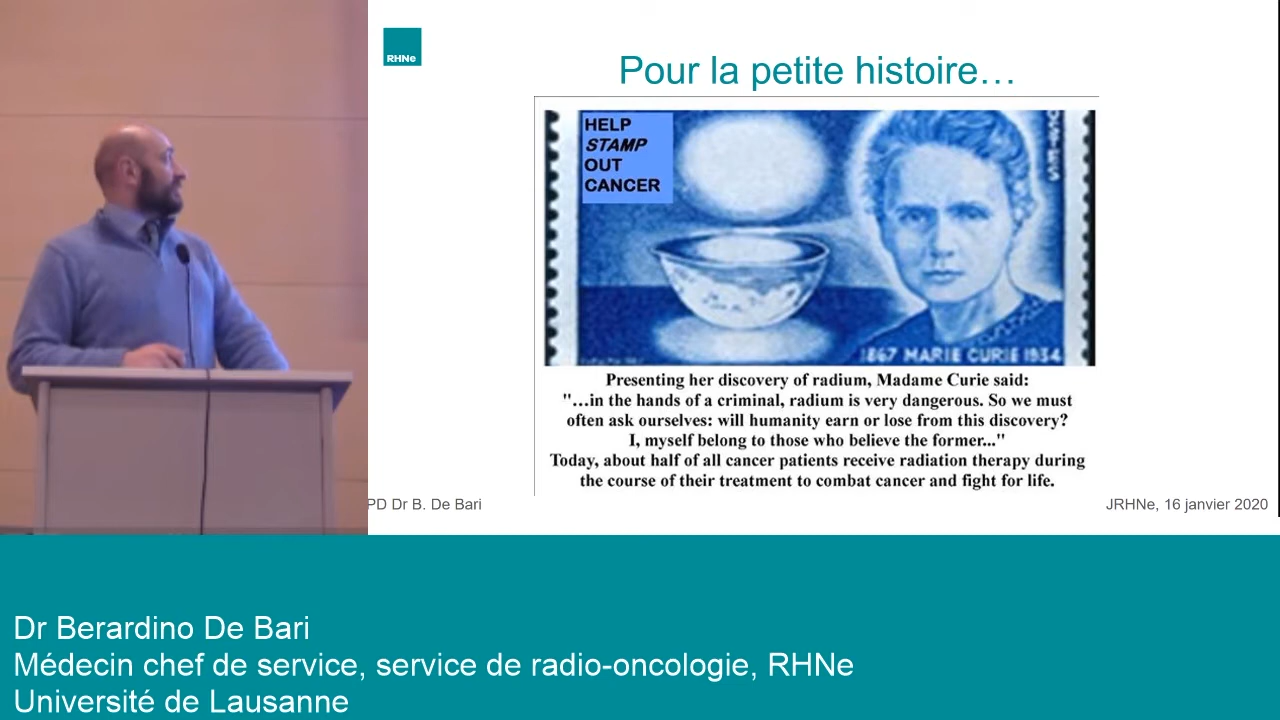 RHNe
Pour la petite histoire…
HELP
STAMP
OUT
CANCER
1867 MARIE CURIE 1934
Presenting her discovery of radium, Madame Curie said:
"…in the hands of a criminal, radium is very dangerous. So we must
often ask ourselves: will humanity earn or lose from this discovery?
I, myself belong to those who believe the former..."
Today, about half of all cancer patients receive radiation therapy during
the course of their treatment to combat cancer and fight for life.
PD Dr B. De Bari
JRHNe, 16 janvier 2020
Dr Berardino De Bari
Médecin chef de service, service de radio-oncologie, RHNe
Université de Lausanne